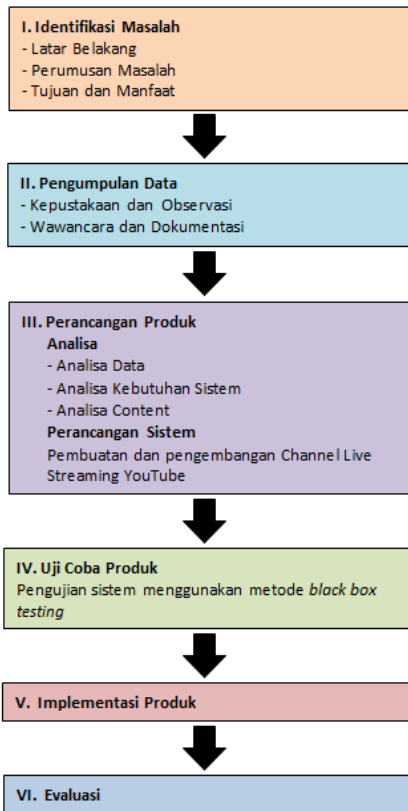 I. Identifikasi Masalah
- Latar Belakang
- Perumusan Masalah
- Tujuan dan Manfaat
II. Pengumpulan Data
- Kepustakaan dan Observasi
- Wawancara dan Dokumentasi
III. Perancangan Produk
Analisa
- Analisa Data
- Analisa Kebutuhan Sistem
- Analisa Content
Perancangan Sistem
Pembuatan dan pengembangan Channel Live
Streaming YouTube
IV. Uji Coba Produk
Pengujian sistem menggunakan metode black box
testing
V. Implementasi Produk
VI. Evaluasi